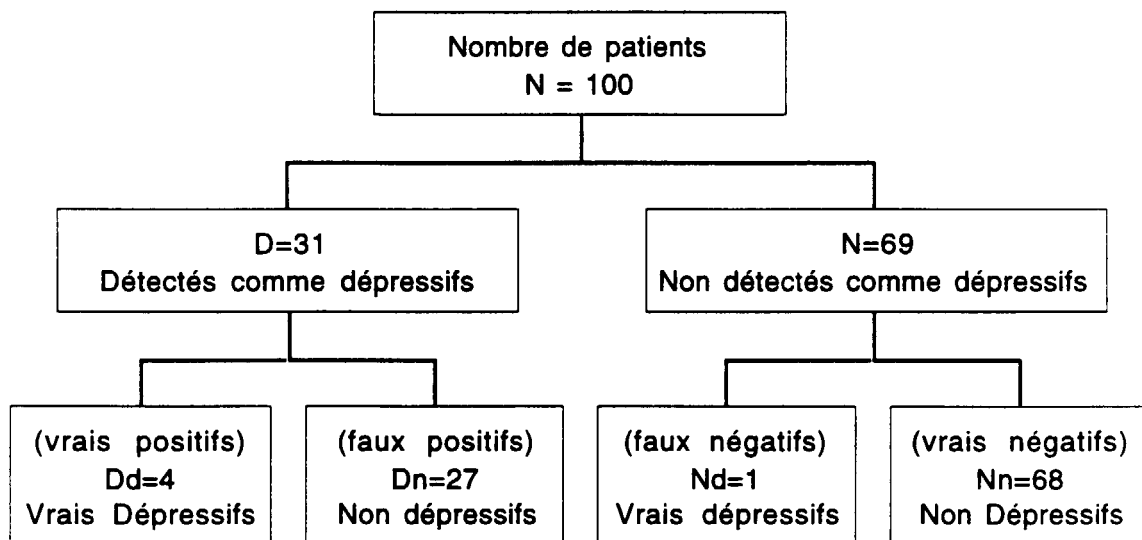 Nombre de patients
N = 100
D=31
Détectés comme dépressifs
N=69
Non détectés comme dépressifs
(vrais positifs)
Dd=4
Vrais Dépressifs
(faux positifs)
Dn=27
Non dépressifs
(faux négatifs)
Nd=1
Vrais dépressifs
(vrais négatifs)
Nn=68
Non Dépressifs